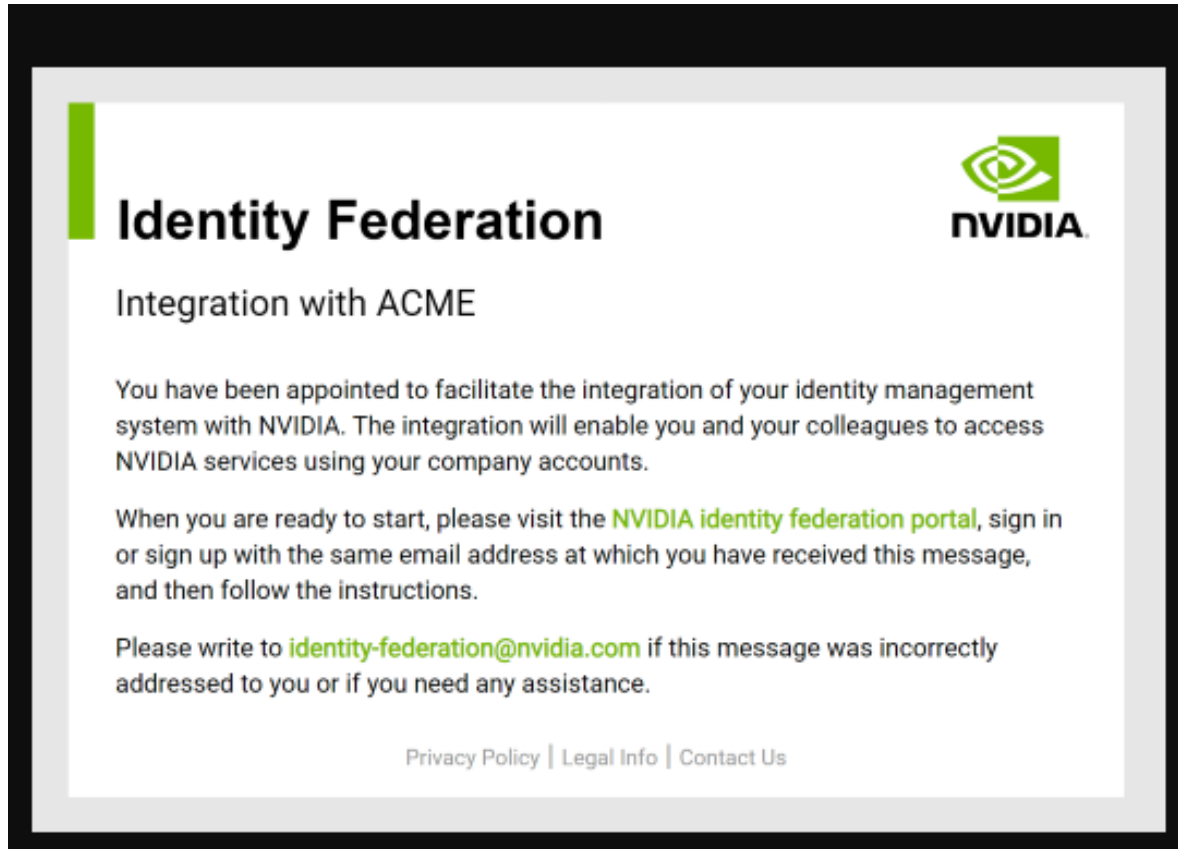 NVIDIA
Identity Federation
Integration with ACME
You have been appointed to facilitate the integration of your identity management
system with NVIDIA. The integration will enable you and your colleagues to access
NVIDIA services using your company accounts.
When you are ready to start, please visit the NVIDIA identity federation portal, sign in
or sign up with the same email address at which you have received this message,
and then follow the instructions.
Please write to identity-federation@nvidia.com if this message was incorrectly
addressed to you or if you need any assistance.
Privacy Policy | Legal Info | Contact Us